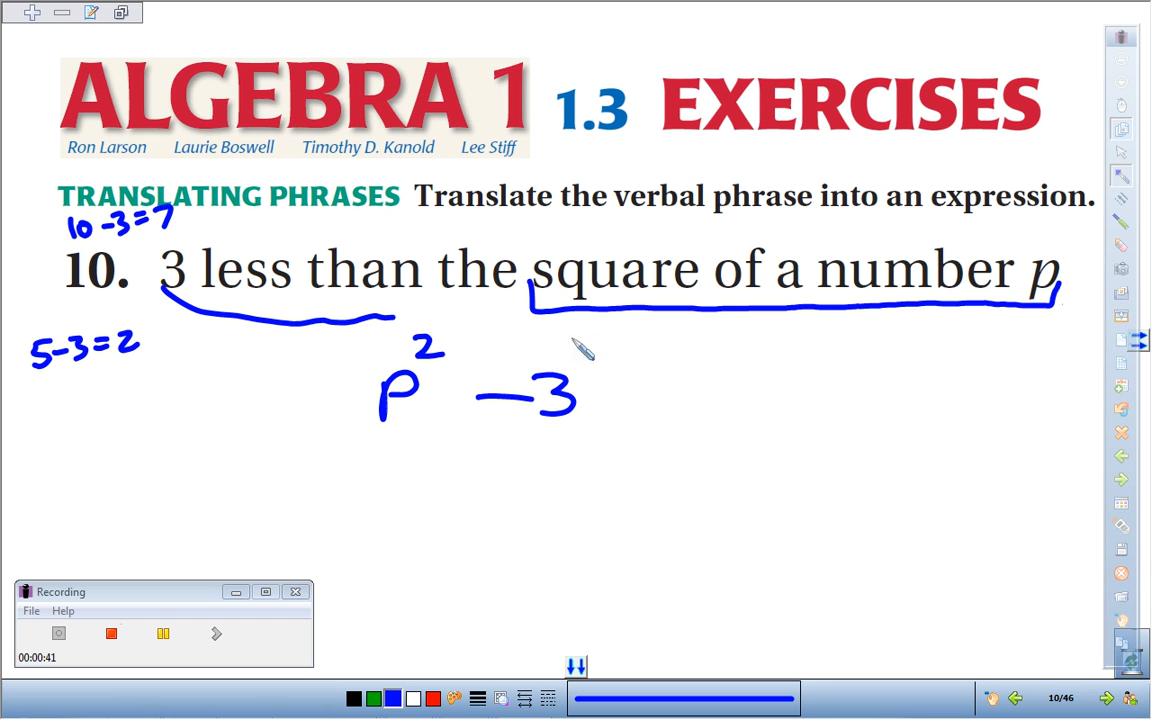 ALGEBRA 1
Ron Larson Laurie Boswell Timothy D. Kanold Lee Stiff
1.3 EXERCISES
TRANSLATING PHRASES Translate the verbal phrase into an expression.
10-3=7
10. 3 less than the square of a number p
5-3=2
p² -3
Recording
File Help
00:00:41
10/46